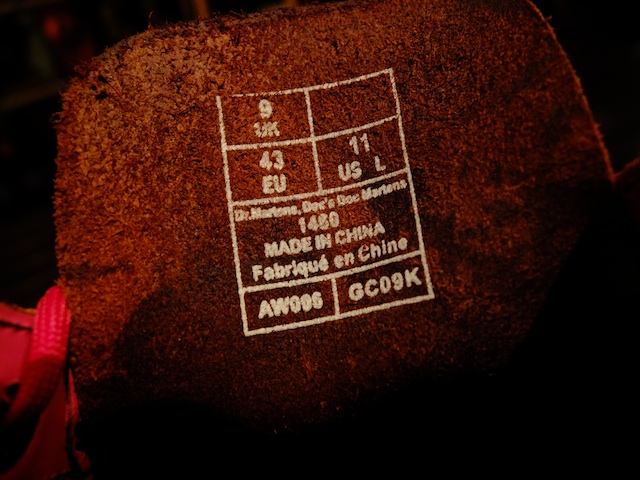 9
UK
43
EU
11
US L
Dr.Martens, Doc's Doc Martens
1460
MADE IN CHINA
Fabriqué en Chine
AW006
GC09K